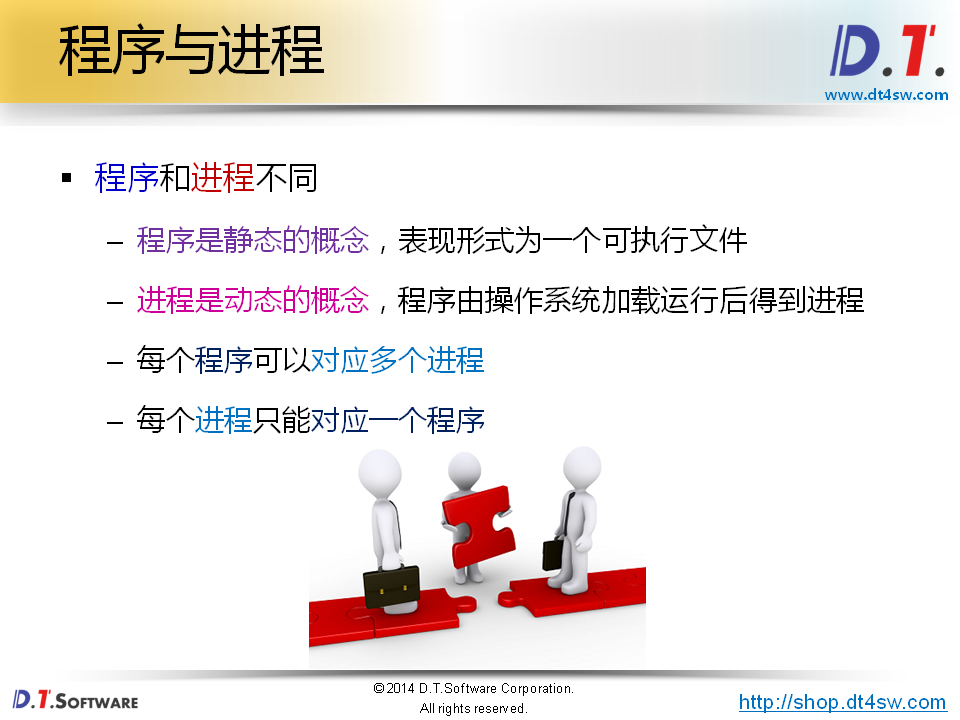 程序与进程
D.T.
www.dt4sw.com
▪ 程序和进程不同
– 程序是静态的概念，表现形式为一个可执行文件
– 进程是动态的概念，程序由操作系统加载运行后得到进程
– 每个程序可以对应多个进程
– 每个进程只能对应一个程序
D.T.SOFTWARE
©2014 D.T.Software Corporation.
All rights reserved.
http://shop.dt4sw.com